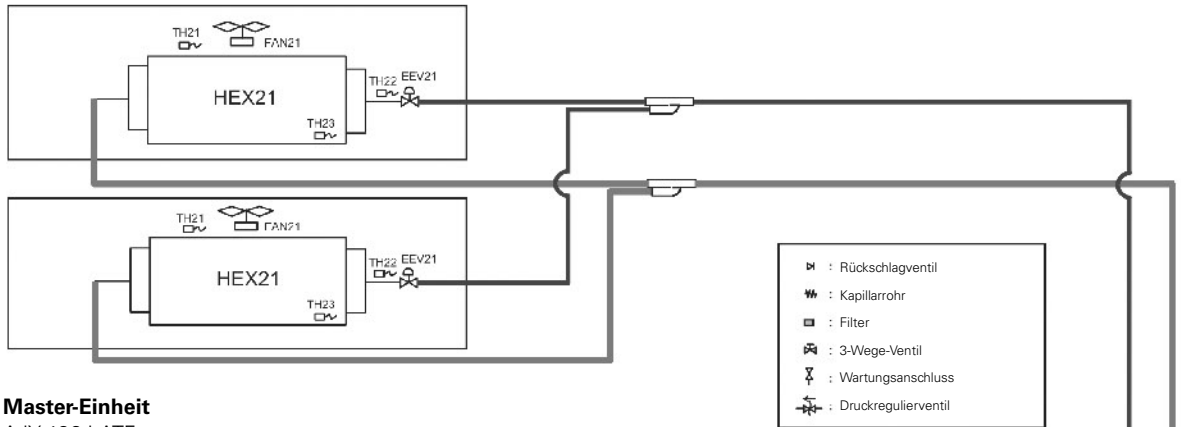 TH21
FAN21
TH22 EEV21
HEX21
TH23
TH21
FAN21
TH22 EEV21
HEX21
TH23
: Rückschlagventil
: Kapillarrohr
: Filter
: 3-Wege-Ventil
: Wartungsanschluss
: Druckregulierventil
Master-Einheit